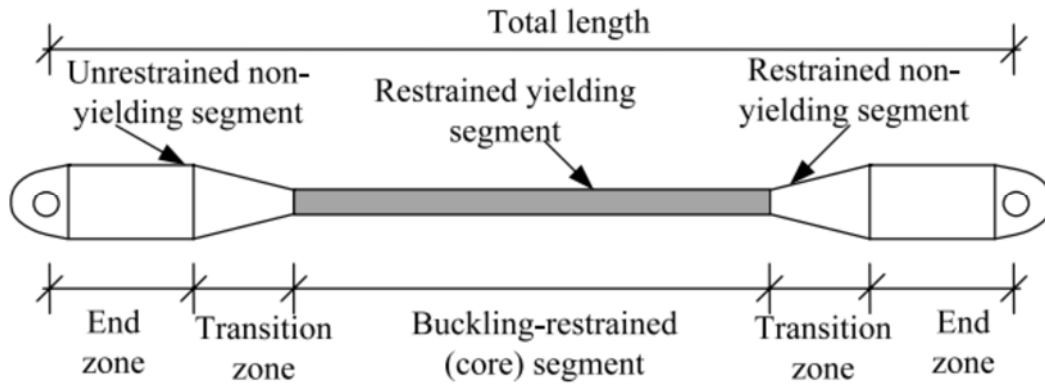 Total length
Unrestrained non-
yielding segment
Restrained yielding
segment
Restrained non-
yielding segment
End
zone
Transition
zone
Buckling-restrained
(core) segment
Transition
zone
End
zone